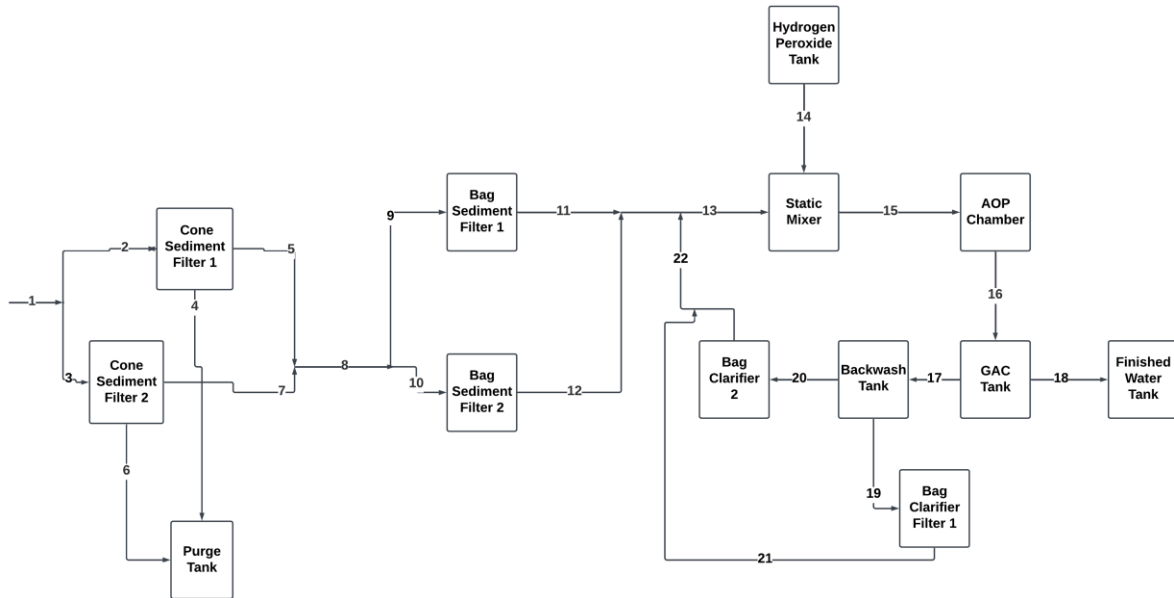 Hydrogen
Peroxide
Tank
14
Bag
Sediment
Filter 1
Static
Mixer
AOP
Chamber
9
11
13
15
Cone
Sediment
Filter 1
2
5
22
1
4
16
Cone
Sediment
Filter 2
3
7
8
10
Bag
Sediment
Filter 2
12
Bag
Clarifier
2
20
Backwash
Tank
17
GAC
Tank
18
Finished
Water
Tank
6
19
Bag
Clarifier
Filter 1
21
Purge
Tank